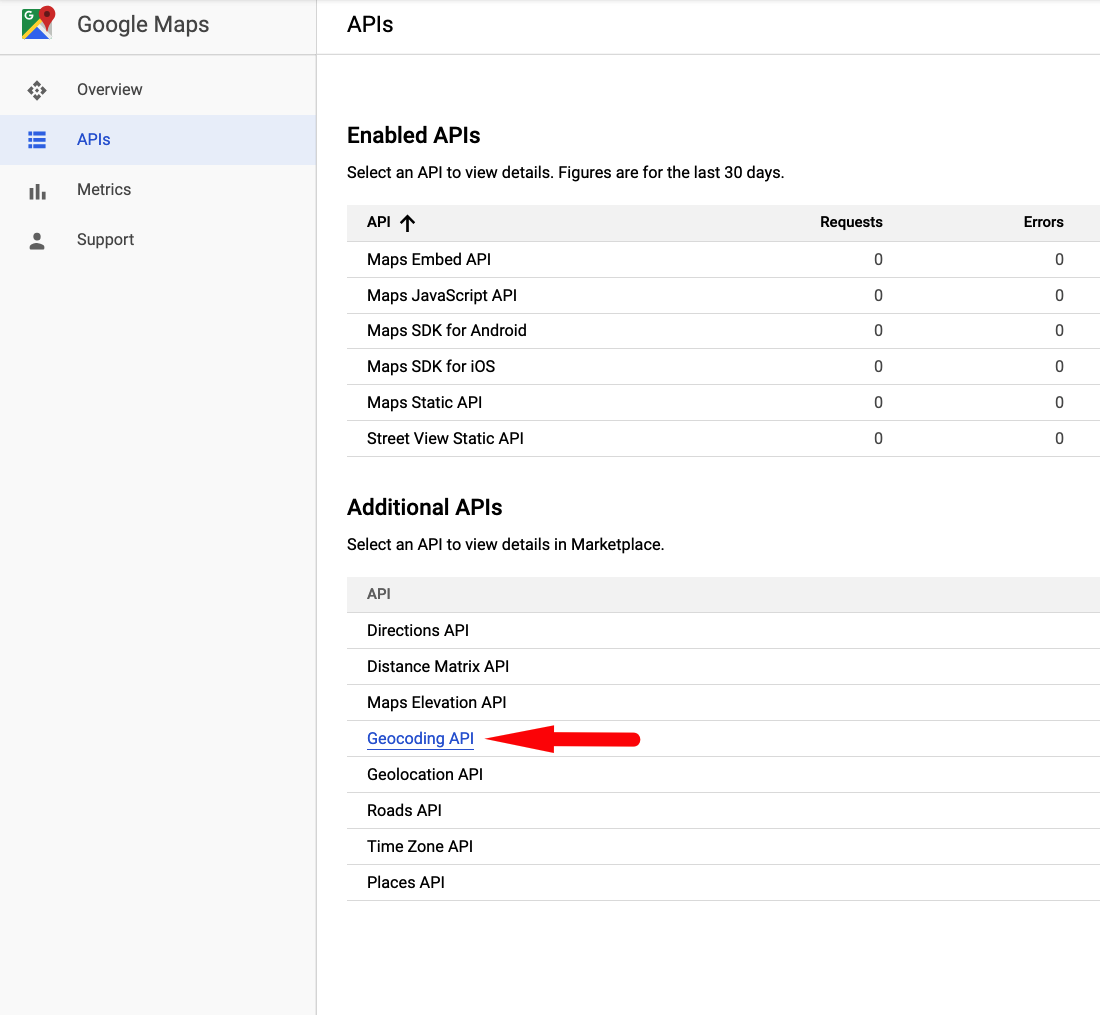 Google Maps
APIs
Overview
APIs
Metrics
Support
Enabled APIs
Select an API to view details. Figures are for the last 30 days.
API Requests Errors
Maps Embed API 0 0
Maps JavaScript API 0 0
Maps SDK for Android 0 0
Maps SDK for iOS 0 0
Maps Static API 0 0
Street View Static API 0 0
Additional APIs
Select an API to view details in Marketplace.
API
Directions API
Distance Matrix API
Maps Elevation API
Geocoding API
Geolocation API
Roads API
Time Zone API
Places API